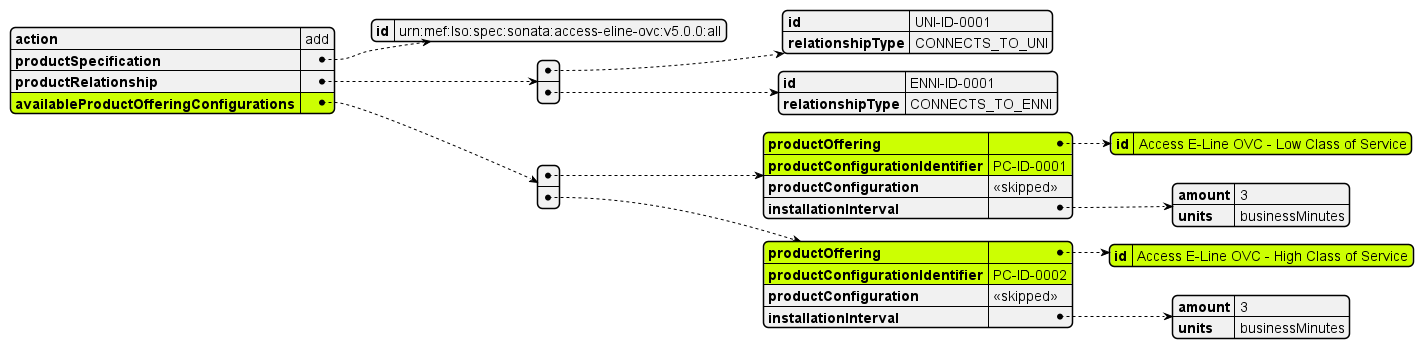 action add
productSpecification
productRelationship
availableProductOfferingConfigurations
id urn:mef:lso:spec:sonata:access-eline-ovc:v5.0.0:all
id UNI-ID-0001
relationshipType CONNECTS_TO_UNI
id ENNI-ID-0001
relationshipType CONNECTS_TO_ENNI
productOffering
productConfigurationIdentifier PC-ID-0001
productConfiguration «skipped»
installationInterval
id Access E-Line OVC - Low Class of Service
amount 3
units businessMinutes
productOffering
productConfigurationIdentifier PC-ID-0002
productConfiguration «skipped»
installationInterval
id Access E-Line OVC - High Class of Service
amount 3
units businessMinutes